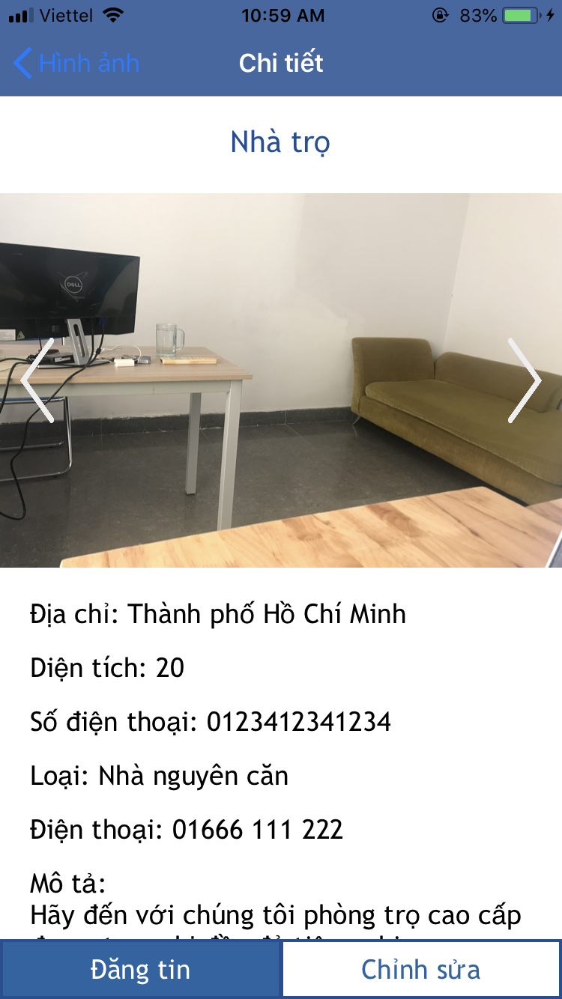 Viettel 10:59 AM 83%
Hình ảnh Chi tiết
Nhà trọ
DELL
Địa chỉ: Thành phố Hồ Chí Minh
Diện tích: 20
Số điện thoại: 0123412341234
Loại: Nhà nguyên căn
Điện thoại: 01666 111 222
Mô tả:
Hãy đến với chúng tôi phòng trọ cao cấp
Đăng tin Chỉnh sửa